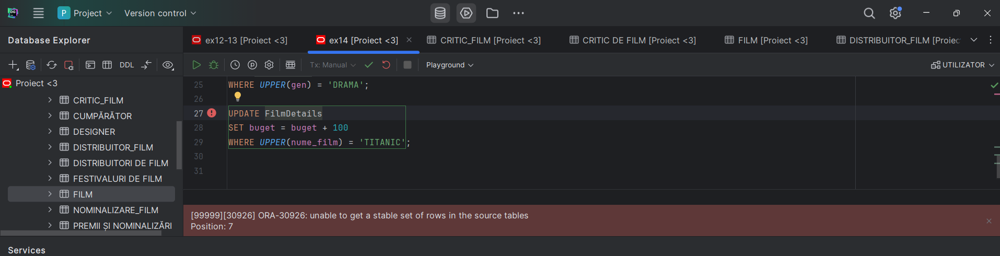 P Project Version control
Database Explorer
ex12-13 [Proiect <3] ex14 [Proiect <3] CRITIC_FILM [Proiect <3] CRITIC DE FILM [Proiect <3] FILM [Proiect <3] DISTRIBUITOR_FILM [Proiec
DDL Tx: Manual Playground UTILIZATOR
Proiect <3
CRITIC_FILM
CUMPĂRĂTOR
DESIGNER
DISTRIBUITOR_FILM
DISTRIBUITORI DE FILM
FESTIVALURI DE FILM
FILM
NOMINALIZARE_FILM
PREMII ȘI NOMINALIZĂRI
25 WHERE UPPER(gen) = 'DRAMA';
26
27 UPDATE FilmDetails
28 SET buget = buget + 100
29 WHERE UPPER(nume_film) = 'TITANIC';
30
31
[99999][30926] ORA-30926: unable to get a stable set of rows in the source tables
Position: 7
Services